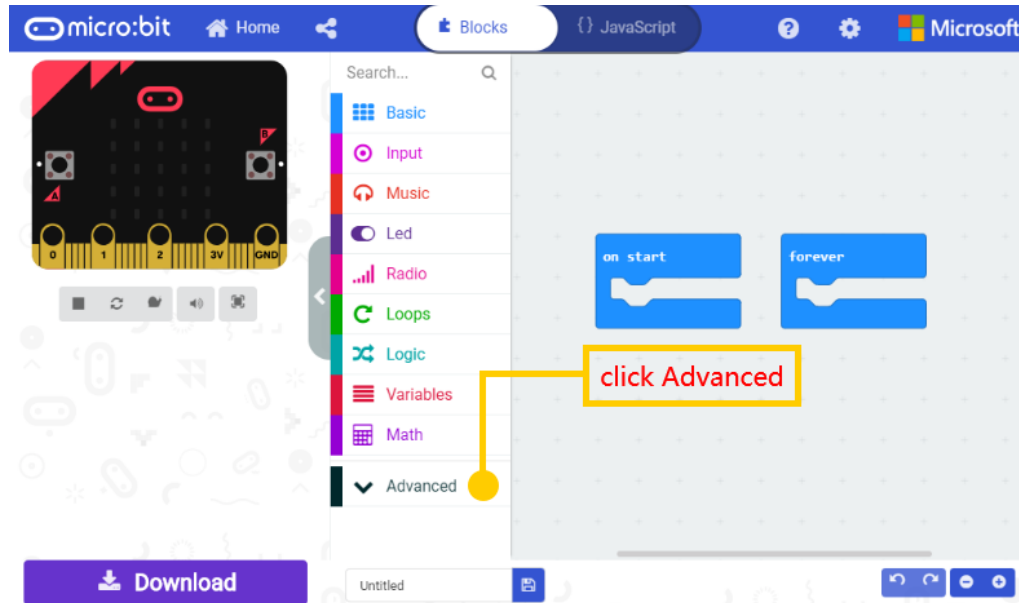 micro:bit
Home
Blocks
{} JavaScript
Microsoft
Search...
Basic
Input
Music
Led
Radio
Loops
Logic
Variables
Math
Advanced
A
B
0
1
2
3V
GND
on start
forever
click Advanced
Download
Untitled